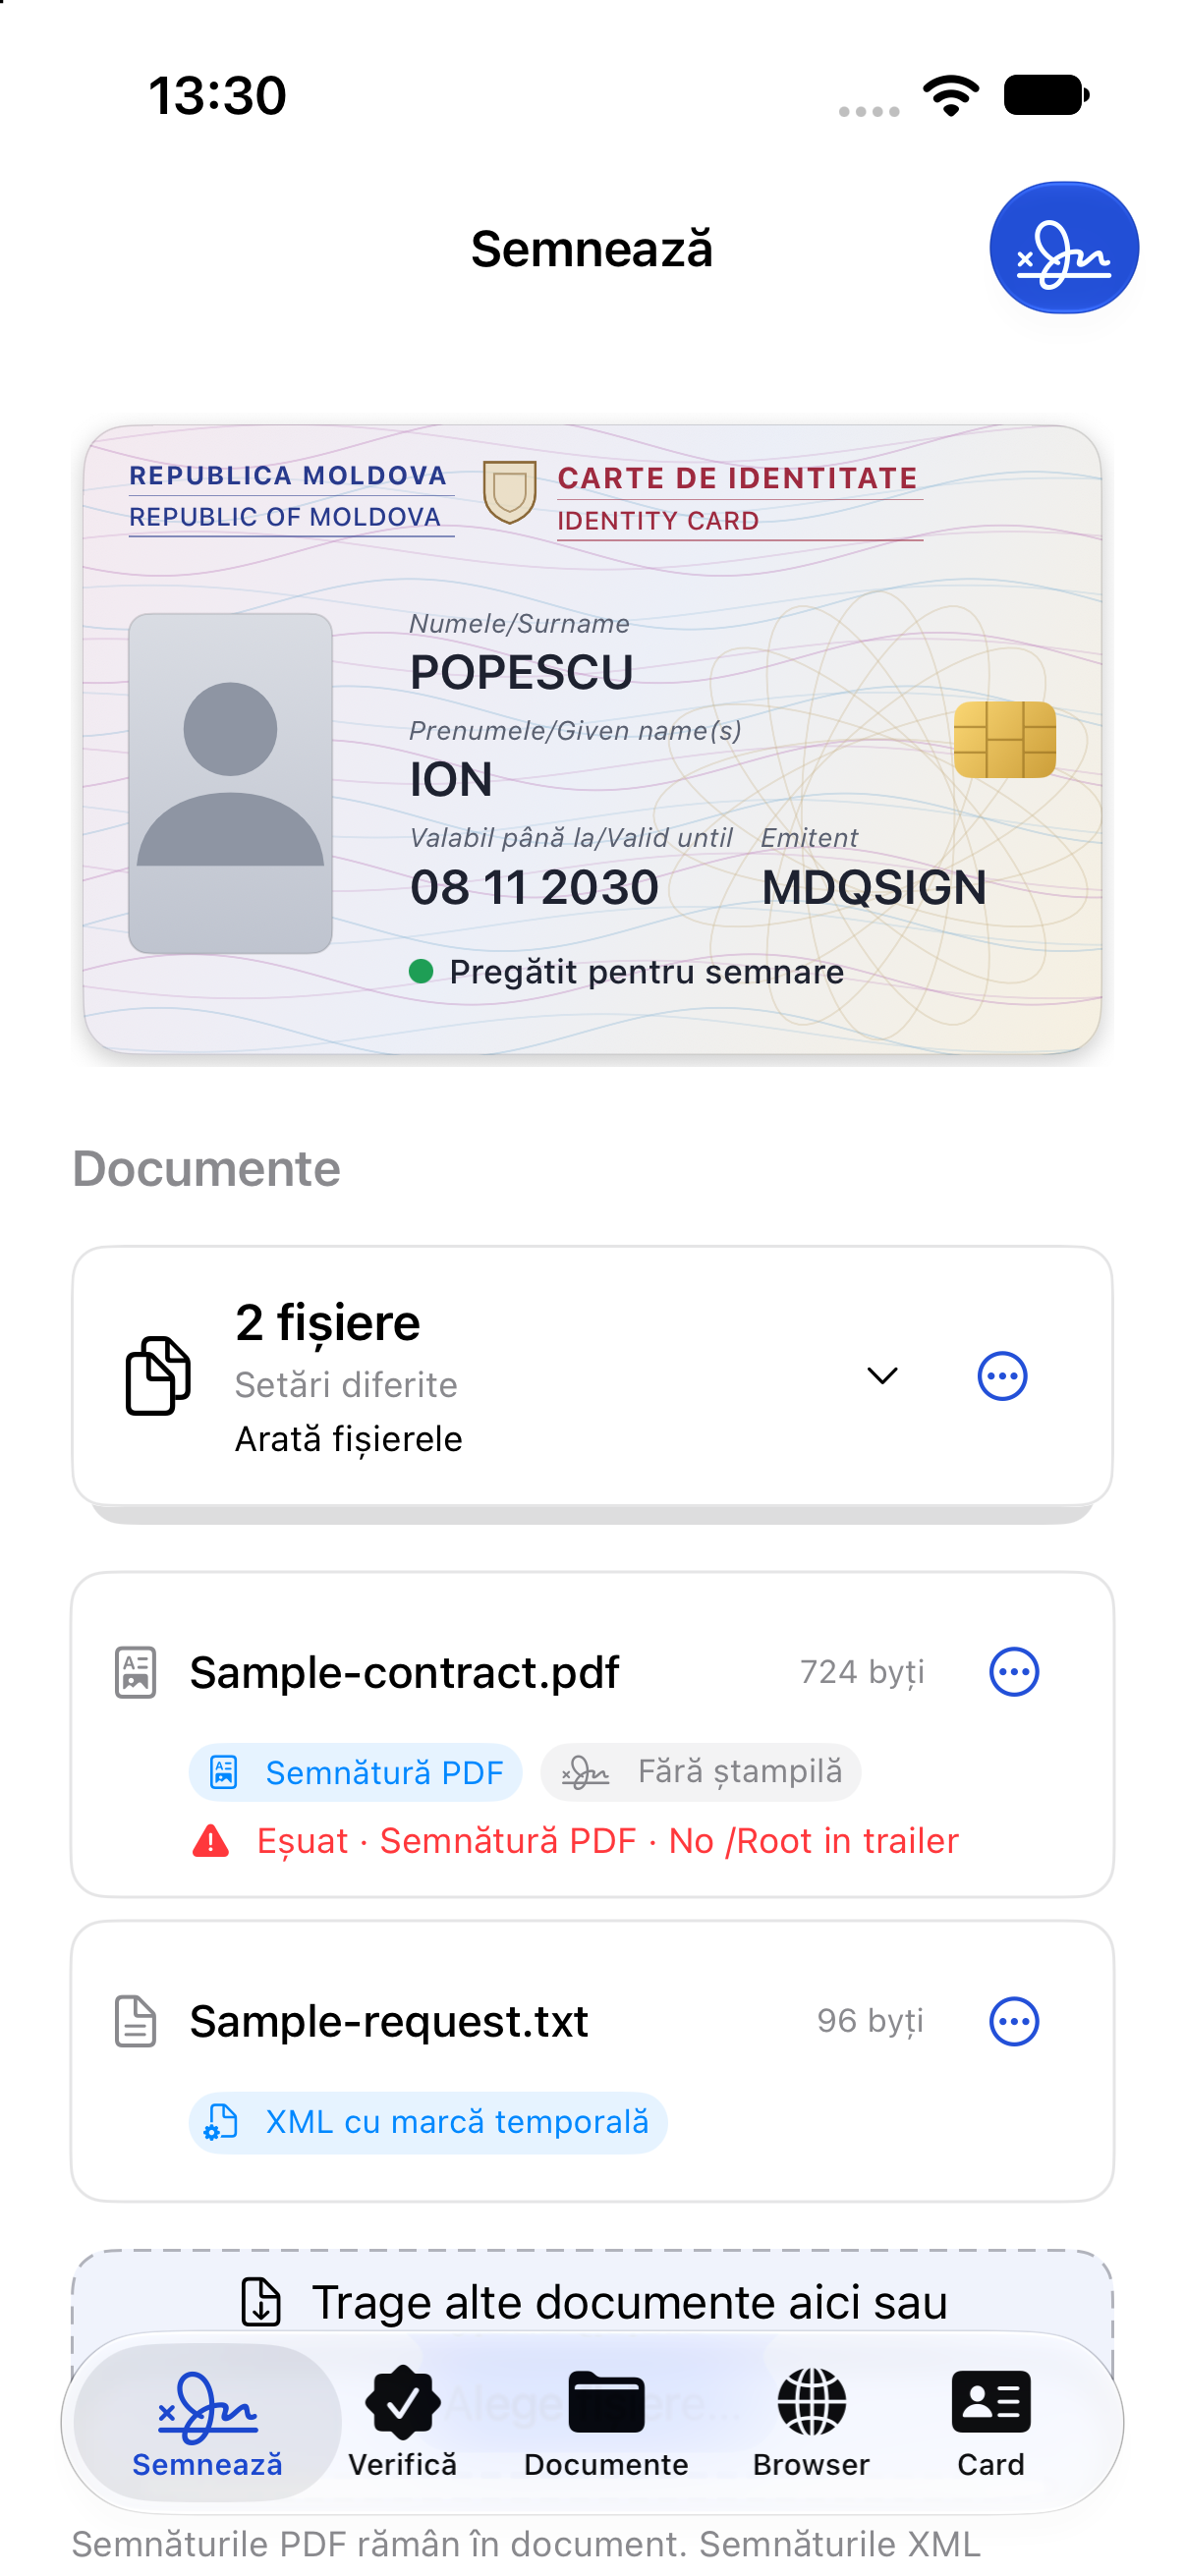 13:30
Semnează
REPUBLICA MOLDOVA
REPUBLIC OF MOLDOVA
CARTE DE IDENTITATE
IDENTITY CARD
Numele/Surname
POPESCU
Prenumele/Given name(s)
ION
Valabil până la/Valid until Emitent
08 11 2030 MDQSIGN
Pregătit pentru semnare
Documente
2 fișiere
Setări diferite
Arată fișierele
Sample-contract.pdf 724 byți
Semnătură PDF Fără ștampilă
Eșuat · Semnătură PDF · No /Root in trailer
Sample-request.txt 96 byți
XML cu marcă temporală
Trage alte documente aici sau
Semnează Verifică Documente Browser Card
Semnăturile PDF rămân în document. Semnăturile XML